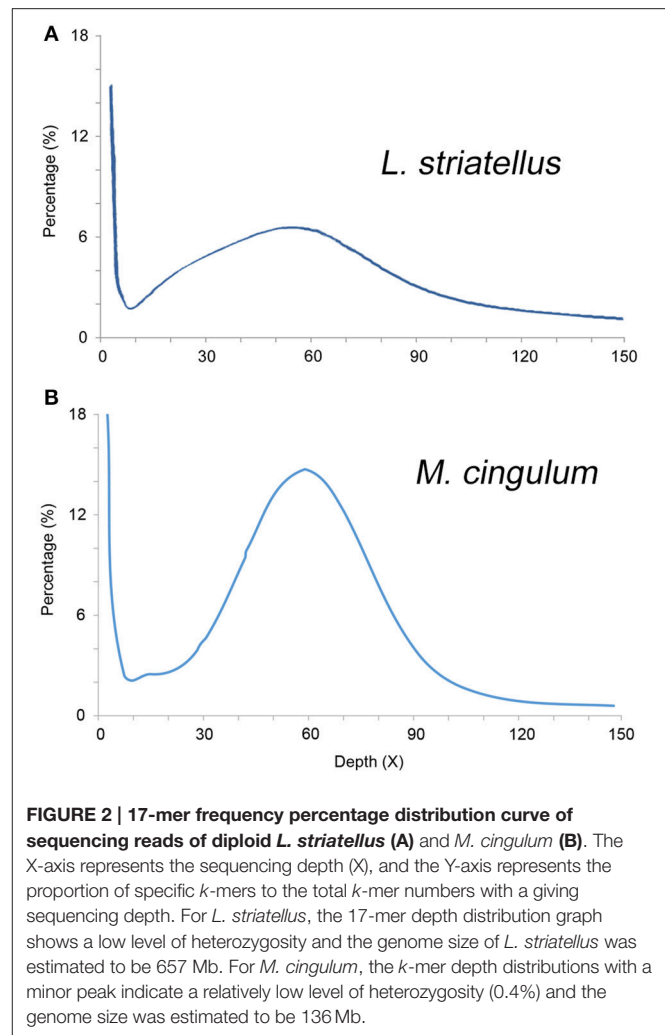 A
18
12
6
0
Percentage (%)
L. striatellus
0 30 60 90 120 150
B
18
12
6
0
Percentage (%)
M. cingulum
0 30 60 90 120 150
Depth (X)
FIGURE 2 | 17-mer frequency percentage distribution curve of
sequencing reads of diploid L. striatellus (A) and M. cingulum (B). The
X-axis represents the sequencing depth (X), and the Y-axis represents the
proportion of specific k-mers to the total k-mer numbers with a giving
sequencing depth. For L. striatellus, the 17-mer depth distribution graph
shows a low level of heterozygosity and the genome size of L. striatellus was
estimated to be 657 Mb. For M. cingulum, the k-mer depth distributions with a
minor peak indicate a relatively low level of heterozygosity (0.4%) and the
genome size was estimated to be 136 Mb.